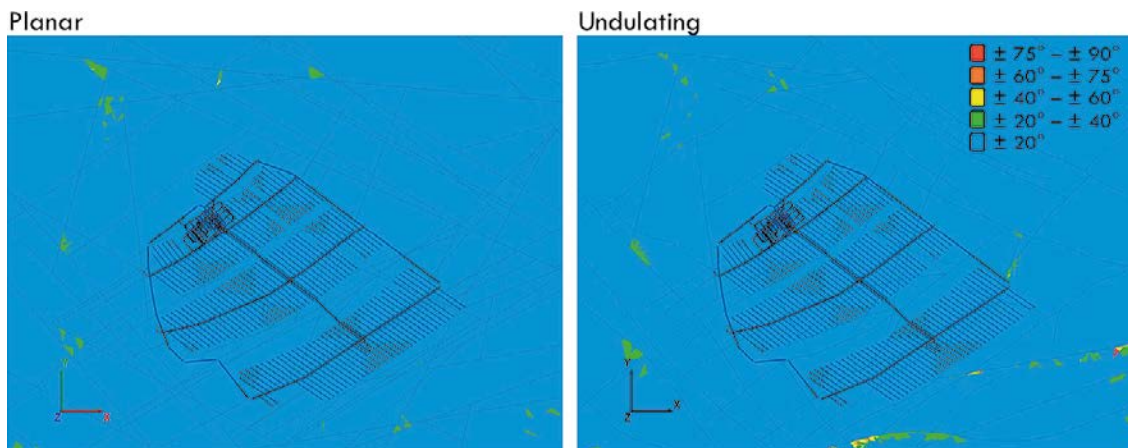 Planar
Undulating
± 75° – ± 90°
± 60° – ± 75°
± 40° – ± 60°
± 20° – ± 40°
± 20°
Y
Z X
Y
Z X